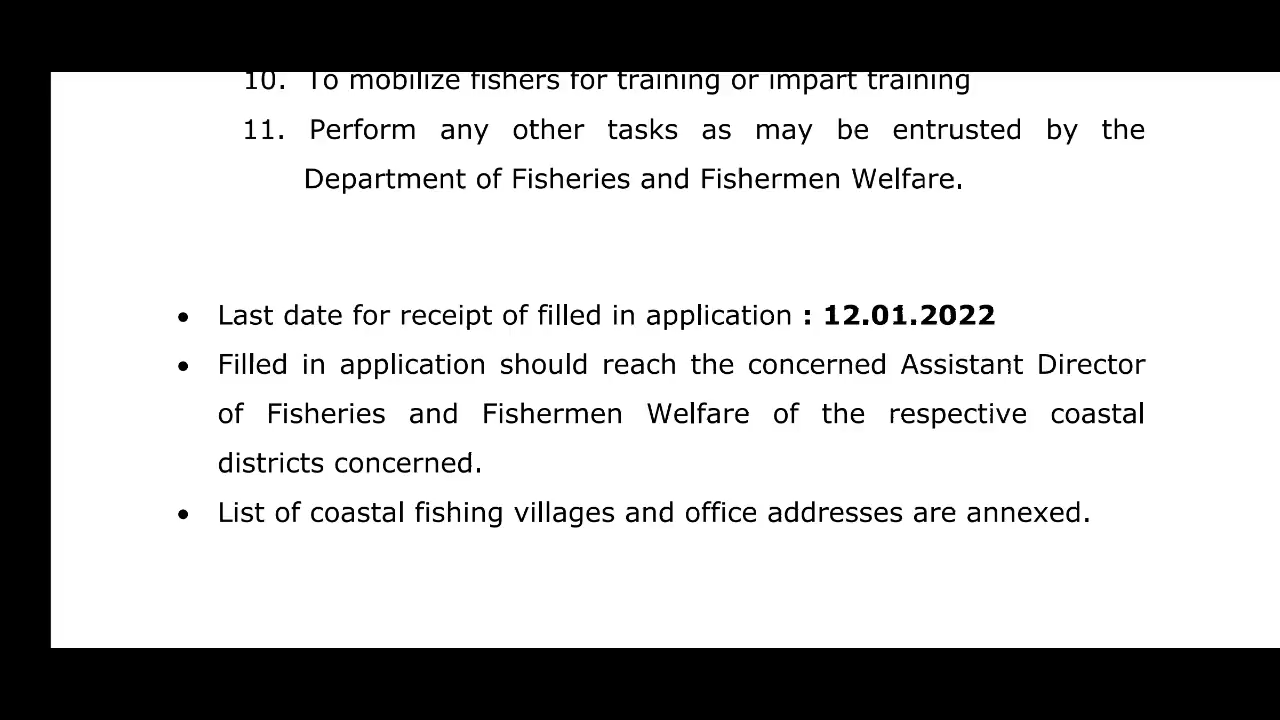 10. To mobilize fishers for training or impart training
11. Perform any other tasks as may be entrusted by the
Department of Fisheries and Fishermen Welfare.
• Last date for receipt of filled in application : 12.01.2022
• Filled in application should reach the concerned Assistant Director
of Fisheries and Fishermen Welfare of the respective coastal
districts concerned.
• List of coastal fishing villages and office addresses are annexed.